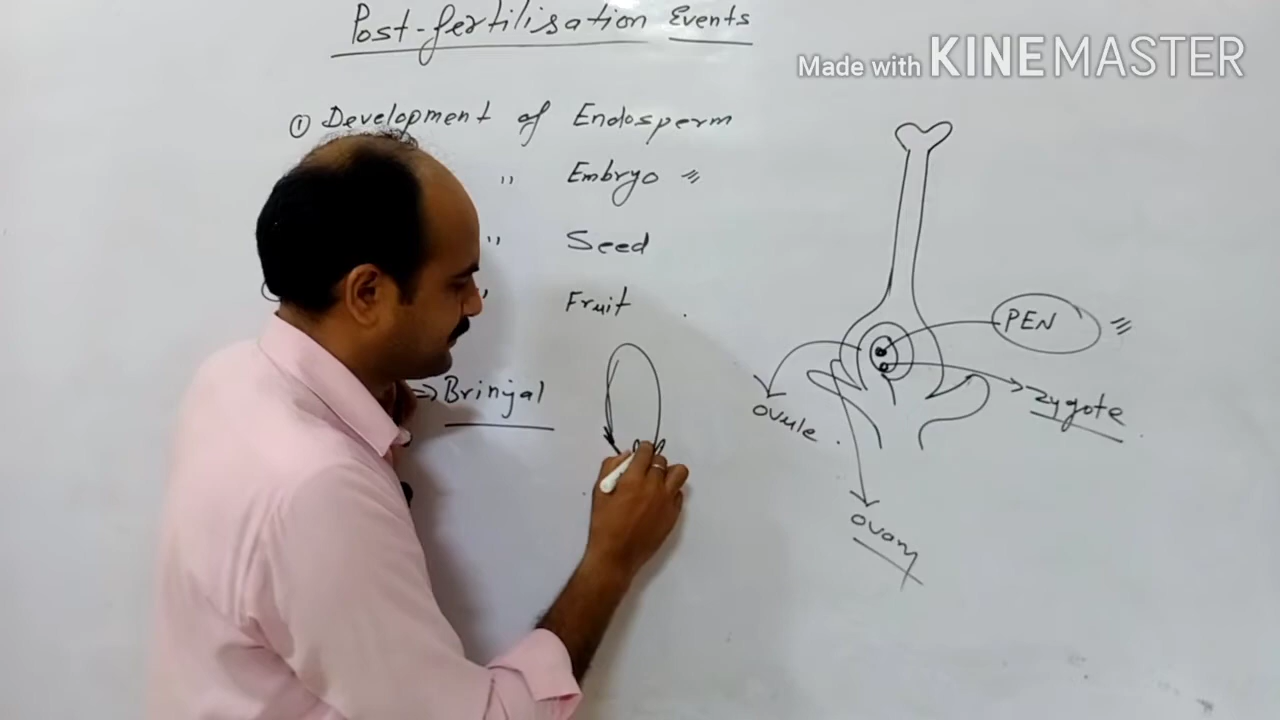 Post-fertilisation Events
Made with KINEMASTER
① Development of Endosperm
" Embryo
" Seed
" Fruit
⇒ Brinjal
PEN
Zygote
Ovule
Ovary